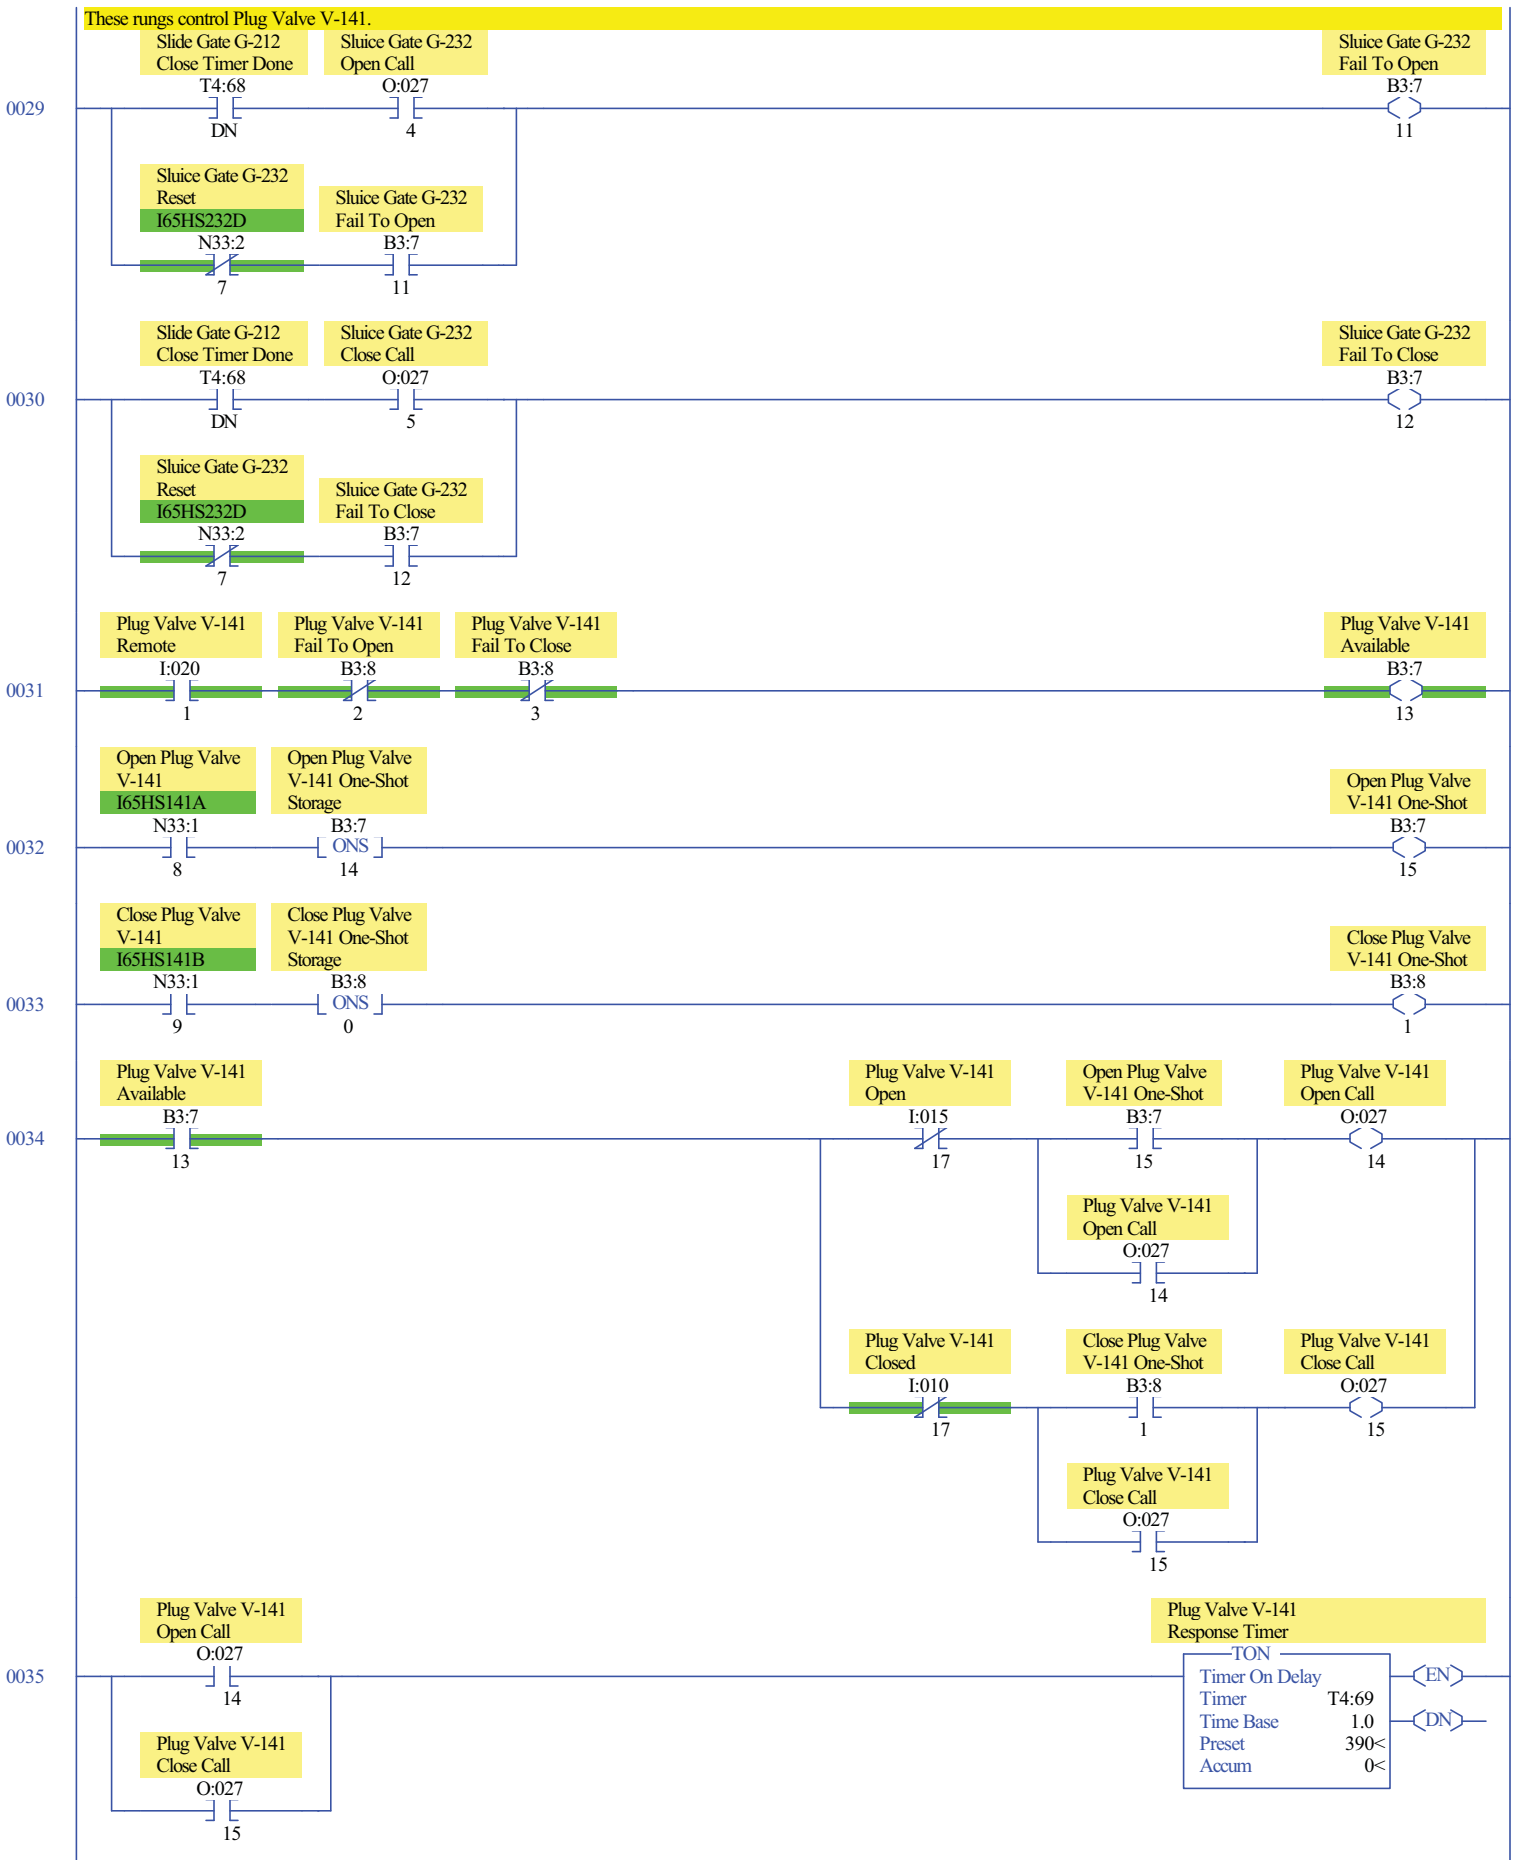 These rungs control Plug Valve V-141.
Slide Gate G-212
Close Timer Done
T4:68
DN
Sluice Gate G-232
Open Call
O:027
4
Sluice Gate G-232
Fail To Open
B3:7
11
0029
Sluice Gate G-232
Reset
I65HS232D
N33:2
7
Sluice Gate G-232
Fail To Open
B3:7
11
Slide Gate G-212
Close Timer Done
T4:68
DN
Sluice Gate G-232
Close Call
O:027
5
Sluice Gate G-232
Fail To Close
B3:7
12
0030
Sluice Gate G-232
Reset
I65HS232D
N33:2
7
Sluice Gate G-232
Fail To Close
B3:7
12
Plug Valve V-141
Remote
I:020
1
Plug Valve V-141
Fail To Open
B3:8
2
Plug Valve V-141
Fail To Close
B3:8
3
Plug Valve V-141
Available
B3:7
13
0031
Open Plug Valve
V-141
I65HS141A
N33:1
8
Open Plug Valve
V-141 One-Shot
Storage
B3:7
ONS
14
Open Plug Valve
V-141 One-Shot
B3:7
15
0032
Close Plug Valve
V-141
I65HS141B
N33:1
9
Close Plug Valve
V-141 One-Shot
Storage
B3:8
ONS
0
Close Plug Valve
V-141 One-Shot
B3:8
1
0033
Plug Valve V-141
Available
B3:7
13
Plug Valve V-141
Open
I:015
17
Open Plug Valve
V-141 One-Shot
B3:7
15
Plug Valve V-141
Open Call
O:027
14
0034
Plug Valve V-141
Open Call
O:027
14
Plug Valve V-141
Closed
I:010
17
Close Plug Valve
V-141 One-Shot
B3:8
1
Plug Valve V-141
Close Call
O:027
15
Plug Valve V-141
Close Call
O:027
15
Plug Valve V-141
Open Call
O:027
14
0035
Plug Valve V-141
Close Call
O:027
15
Plug Valve V-141
Response Timer
TON
Timer On Delay
Timer T4:69
Time Base 1.0
Preset 390<
Accum 0<
EN
DN